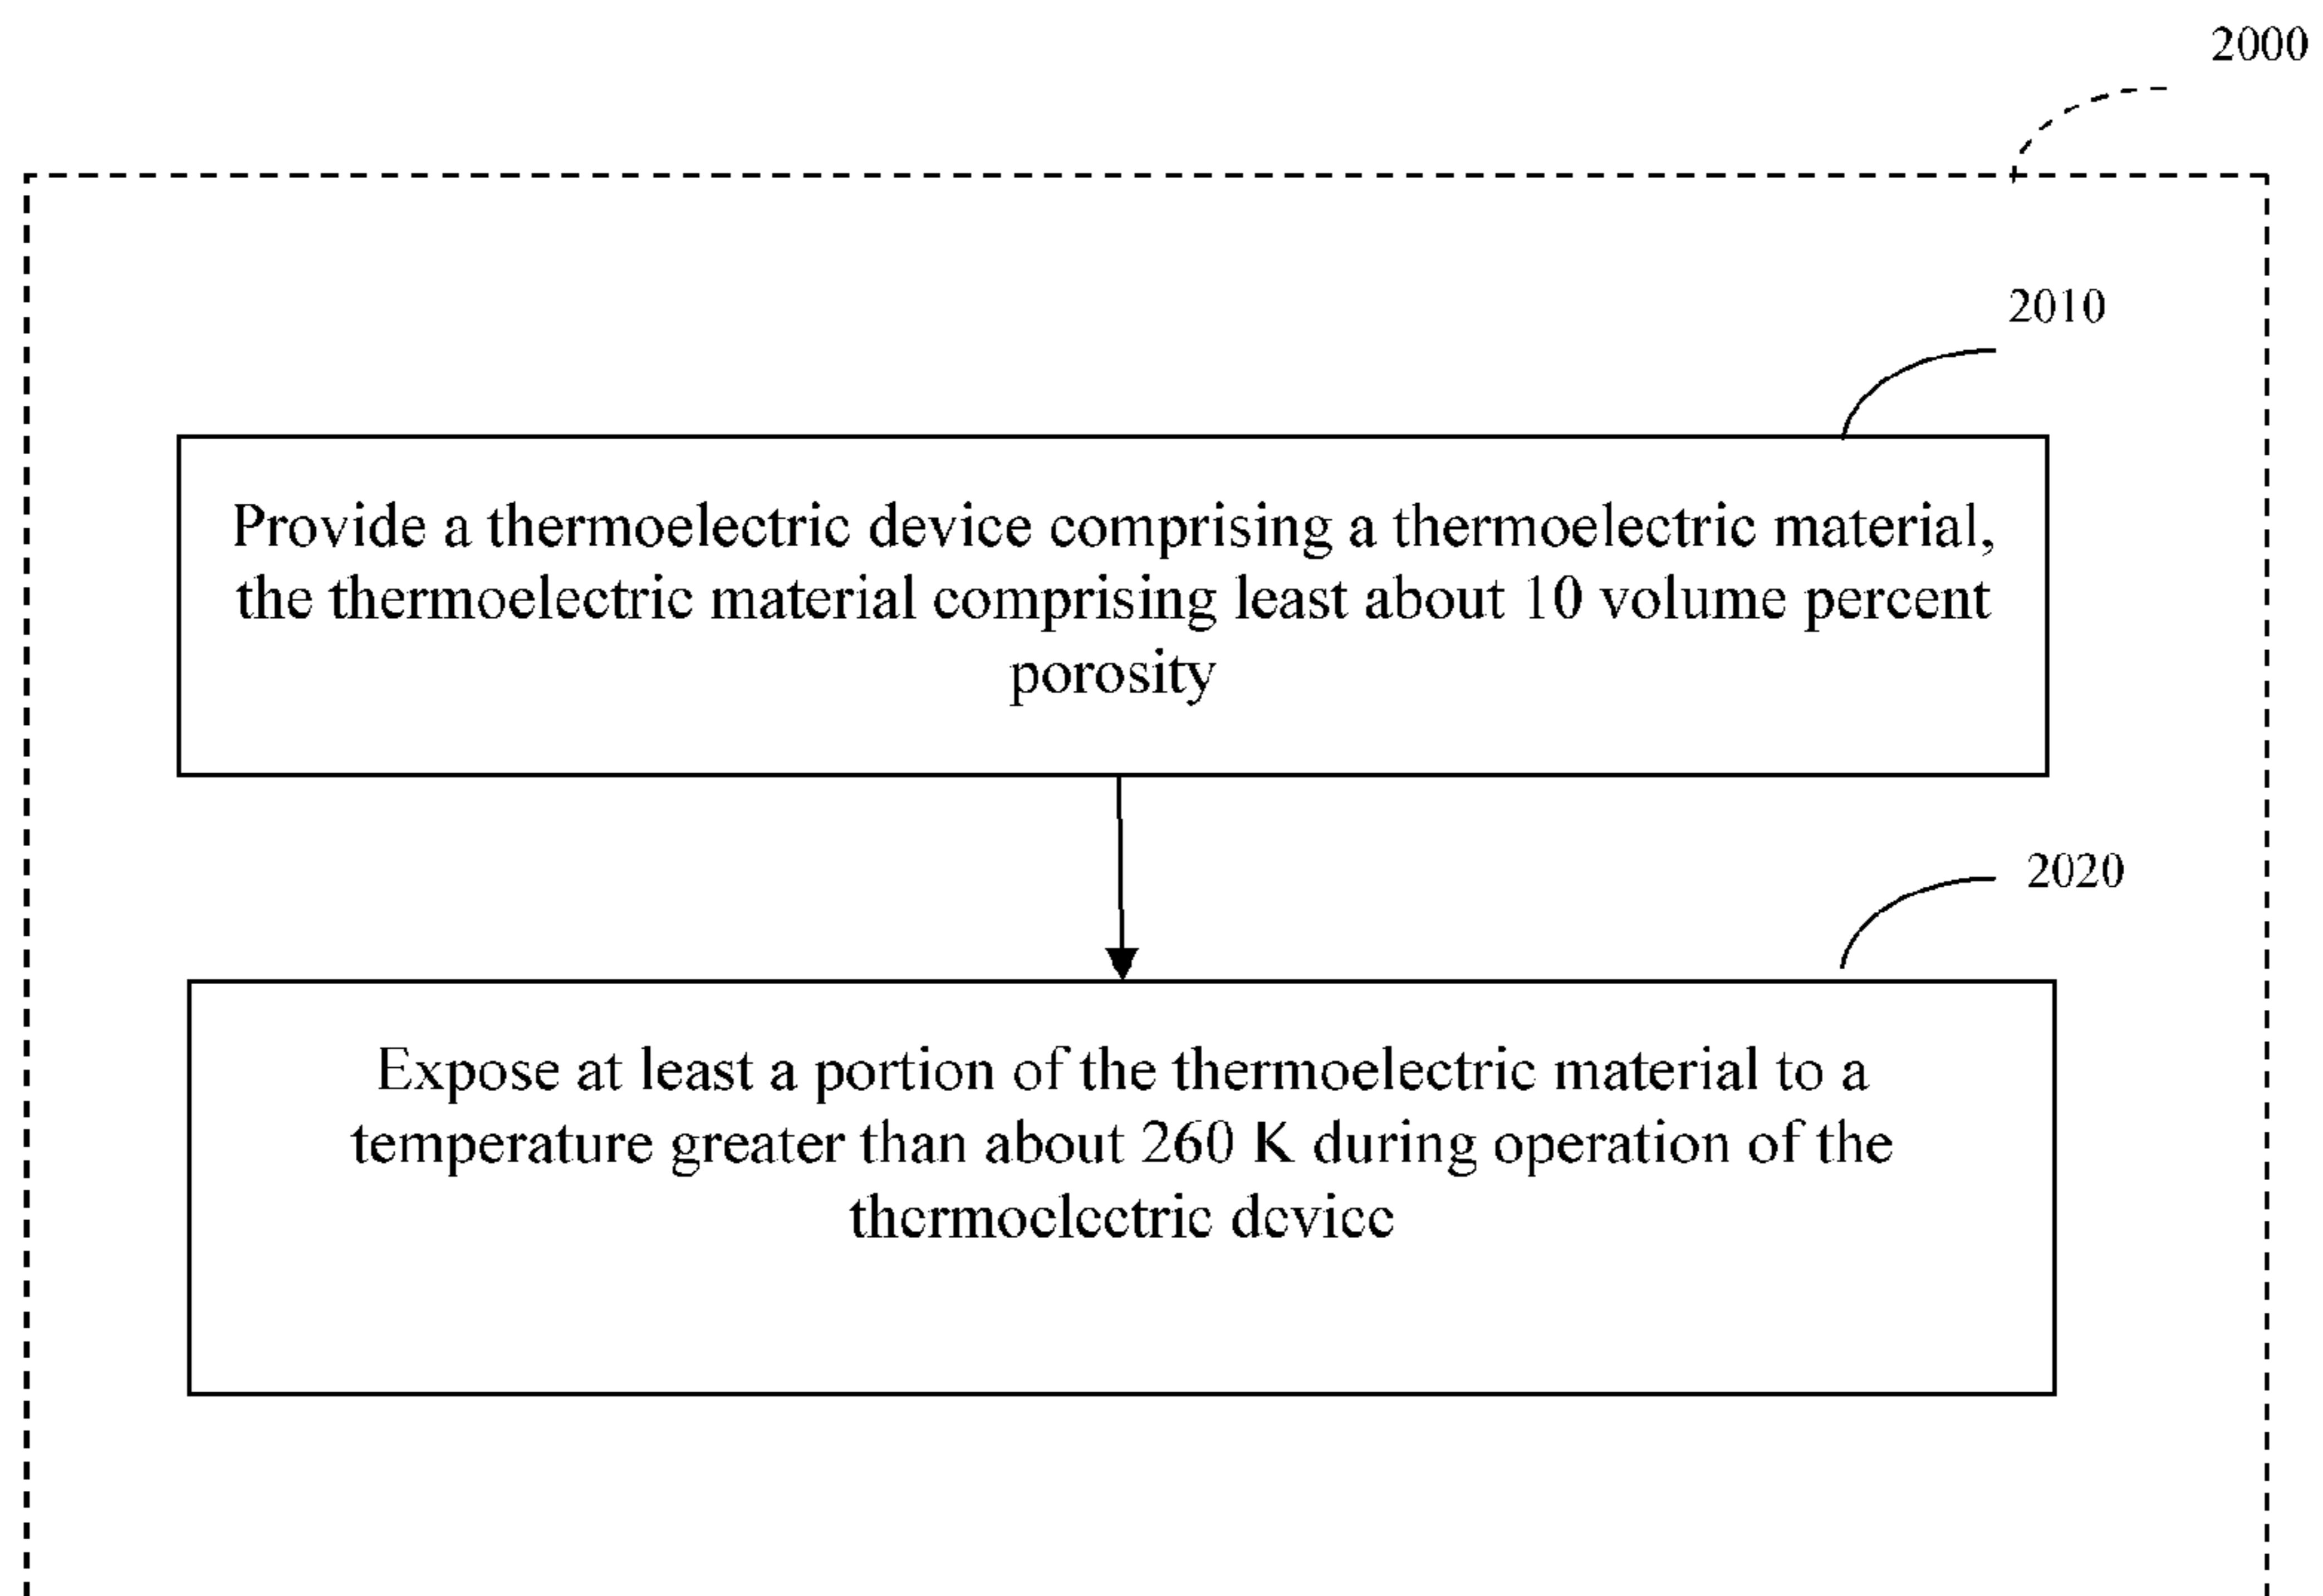 2000
2010
Provide a thermoelectric device comprising a thermoelectric material,
the thermoelectric material comprising least about 10 volume percent
porosity
2020
Expose at least a portion of the thermoelectric material to a
temperature greater than about 260 K during operation of the
thermoelectric device